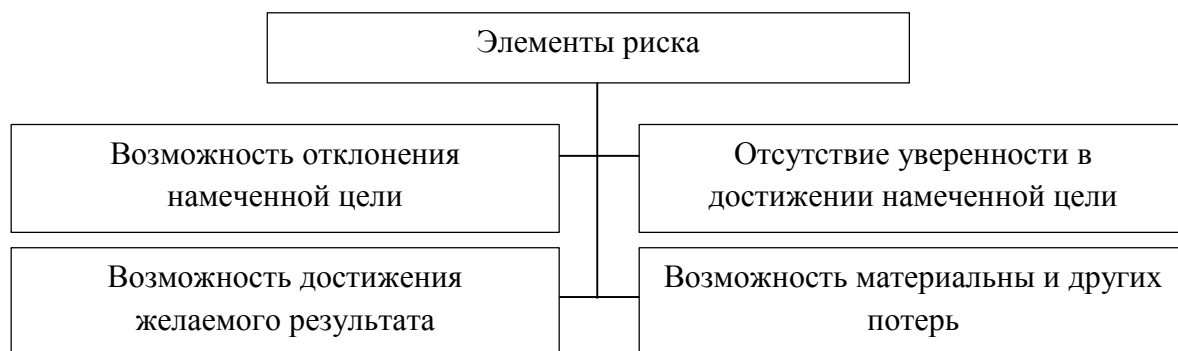 Элементы риска
Возможность отклонения
намеченной цели
Отсутствие уверенности в
достижении намеченной цели
Возможность достижения
желаемого результата
Возможность материальны и других
потерь